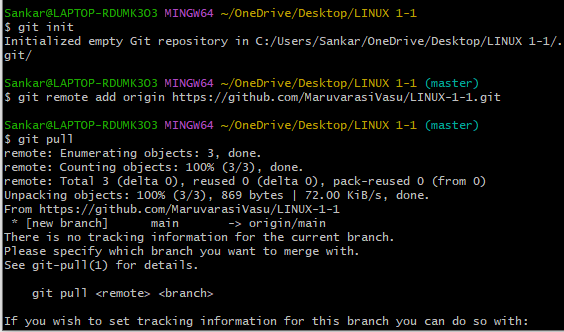 Sankar@LAPTOP-RDUMK3O3 MINGW64 ~/OneDrive/Desktop/LINUX 1-1
$ git init
Initialized empty Git repository in C:/Users/Sankar/OneDrive/Desktop/LINUX 1-1/.
git/
Sankar@LAPTOP-RDUMK3O3 MINGW64 ~/OneDrive/Desktop/LINUX 1-1 (master)
$ git remote add origin https://github.com/MaruvarasiVasu/LINUX-1-1.git
Sankar@LAPTOP-RDUMK3O3 MINGW64 ~/OneDrive/Desktop/LINUX 1-1 (master)
$ git pull
remote: Enumerating objects: 3, done.
remote: Counting objects: 100% (3/3), done.
remote: Total 3 (delta 0), reused 0 (delta 0), pack-reused 0 (from 0)
Unpacking objects: 100% (3/3), 869 bytes | 72.00 KiB/s, done.
From https://github.com/MaruvarasiVasu/LINUX-1-1
 * [new branch]      main       -> origin/main
There is no tracking information for the current branch.
Please specify which branch you want to merge with.
See git-pull(1) for details.
    git pull <remote> <branch>
If you wish to set tracking information for this branch you can do so with: